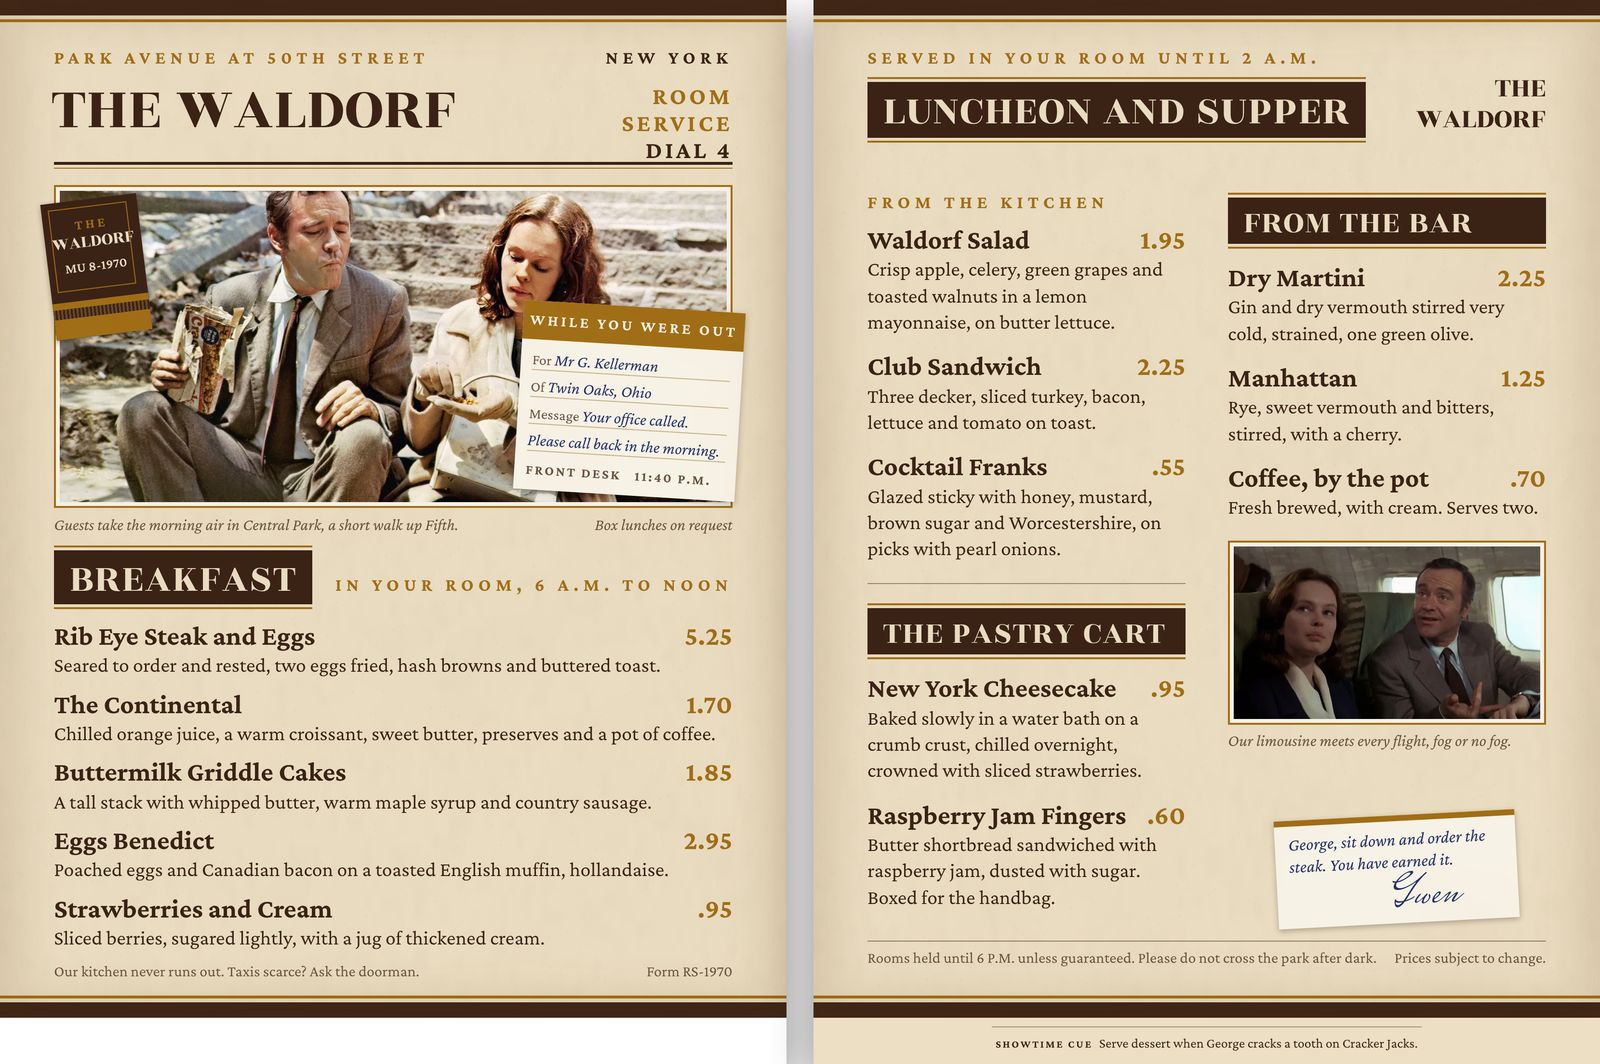 PARK AVENUE AT 50TH STREET
NEW YORK
THE WALDORF
ROOM
SERVICE
DIAL 4
THE
WALDORF
MU 8-1970
WHILE YOU WERE OUT
For Mr G. Kellerman
Of Twin Oaks, Ohio
Message Your office called.
Please call back in the morning.
FRONT DESK 11:40 P.M.
Guests take the morning air in Central Park, a short walk up Fifth.
Box lunches on request
BREAKFAST
IN YOUR ROOM, 6 A.M. TO NOON
Rib Eye Steak and Eggs 5.25
Seared to order and rested, two eggs fried, hash browns and buttered toast.
The Continental 1.70
Chilled orange juice, a warm croissant, sweet butter, preserves and a pot of coffee.
Buttermilk Griddle Cakes 1.85
A tall stack with whipped butter, warm maple syrup and country sausage.
Eggs Benedict 2.95
Poached eggs and Canadian bacon on a toasted English muffin, hollandaise.
Strawberries and Cream .95
Sliced berries, sugared lightly, with a jug of thickened cream.
Our kitchen never runs out. Taxis scarce? Ask the doorman.
Form RS-1970
SERVED IN YOUR ROOM UNTIL 2 A.M.
LUNCHEON AND SUPPER
THE
WALDORF
FROM THE KITCHEN
Waldorf Salad 1.95
Crisp apple, celery, green grapes and
toasted walnuts in a lemon
mayonnaise, on butter lettuce.
Club Sandwich 2.25
Three decker, sliced turkey, bacon,
lettuce and tomato on toast.
Cocktail Franks .55
Glazed sticky with honey, mustard,
brown sugar and Worcestershire, on
picks with pearl onions.
THE PASTRY CART
New York Cheesecake .95
Baked slowly in a water bath on a
crumb crust, chilled overnight,
crowned with sliced strawberries.
Raspberry Jam Fingers .60
Butter shortbread sandwiched with
raspberry jam, dusted with sugar.
Boxed for the handbag.
FROM THE BAR
Dry Martini 2.25
Gin and dry vermouth stirred very
cold, strained, one green olive.
Manhattan 1.25
Rye, sweet vermouth and bitters,
stirred, with a cherry.
Coffee, by the pot .70
Fresh brewed, with cream. Serves two.
Our limousine meets every flight, fog or no fog.
George, sit down and order the
steak. You have earned it.
Gwen
Rooms held until 6 P.M. unless guaranteed. Please do not cross the park after dark.
Prices subject to change.
SHOWTIME CUE Serve dessert when George cracks a tooth on Cracker Jacks.